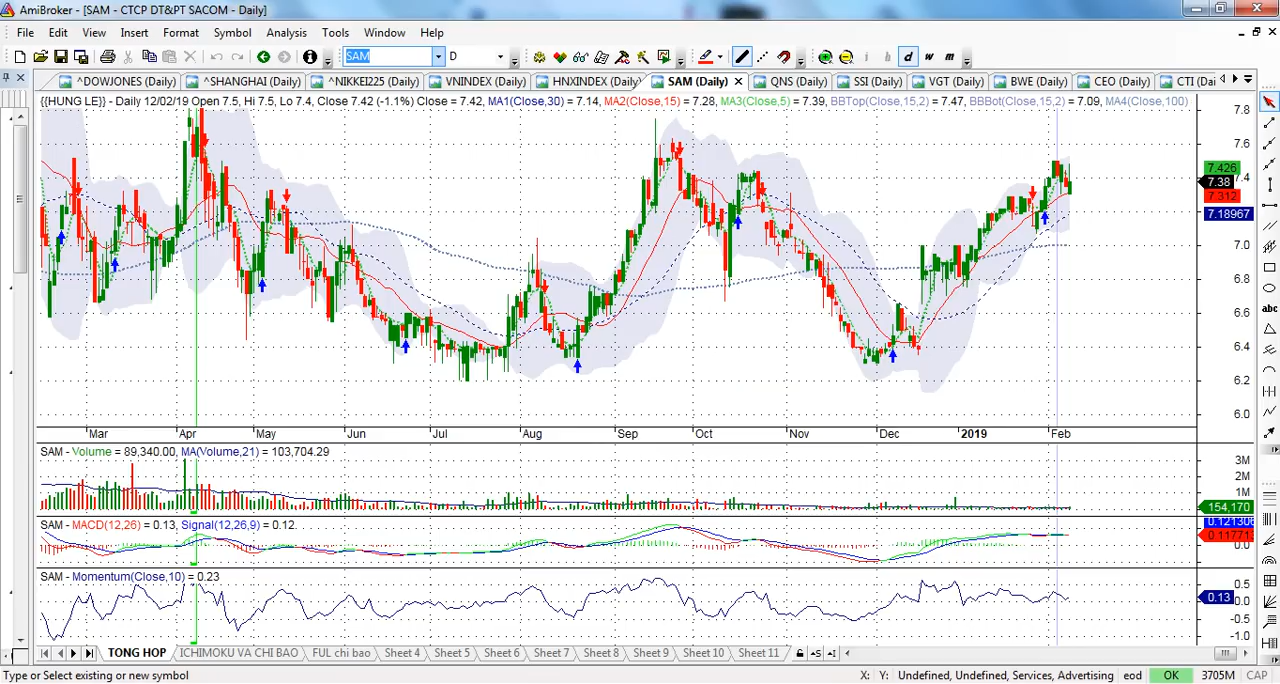 AmiBroker - [SAM - CTCP DT&PT SACOM - Daily]
File Edit View Insert Format Symbol Analysis Tools Window Help
SAM D d w m
^DOWJONES (Daily) ^SHANGHAI (Daily) ^NIKKEI225 (Daily) VNINDEX (Daily) HNXINDEX (Daily) SAM (Daily) QNS (Daily) SSI (Daily) VGT (Daily) BWE (Daily) CEO (Daily) CTI (Dai
{{HUNG LE}} - Daily 12/02/19 Open 7.5, Hi 7.5, Lo 7.4, Close 7.42 (-1.1%) Close = 7.42, MA1(Close,30) = 7.14, MA2(Close,15) = 7.28, MA3(Close,5) = 7.39, BBTop(Close,15,2) = 7.47, BBBot(Close,15,2) = 7.09, MA4(Close,100)
7.8
7.6
7.426
7.4
7.38
7.312
7.18967
7.0
6.8
6.6
6.4
6.2
6.0
abc
Mar Apr May Jun Jul Aug Sep Oct Nov Dec 2019 Feb
SAM - Volume = 89,340.00, MA(Volume,21) = 103,704.29
3M
2M
1M
154,170
SAM - MACD(12,26) = 0.13, Signal(12,26,9) = 0.12
0.121306
0.11771
0.0
SAM - Momentum(Close,10) = 0.23
0.5
0.13
0.0
-0.5
-1.0
TONG HOP ICHIMOKU VA CHI BAO FUL chi bao Sheet 4 Sheet 5 Sheet 6 Sheet 7 Sheet 8 Sheet 9 Sheet 10 Sheet 11
Type or Select existing or new symbol X: Y: Undefined, Undefined, Services, Advertising eod OK 3705M CAP